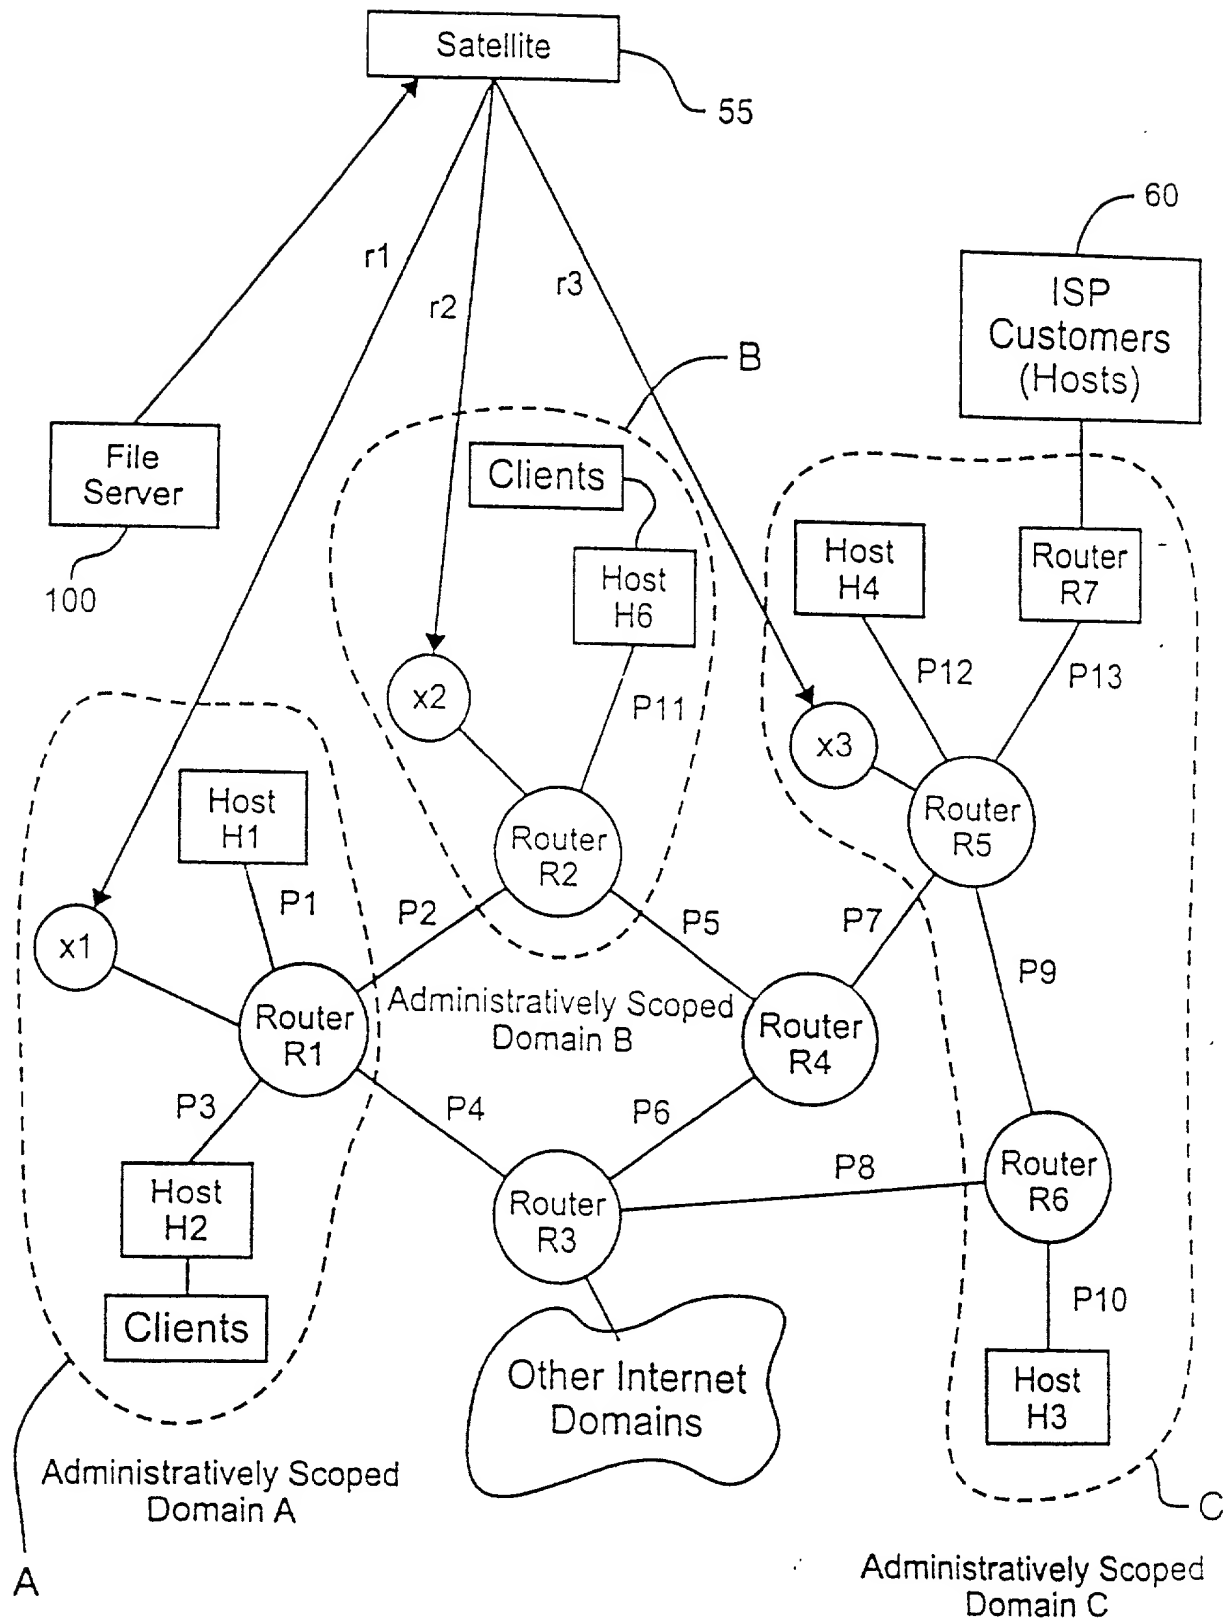 Satellite
55
60
ISP
Customers
(Hosts)
r1
r2
r3
B
File
Server
100
Clients
Host
H6
Host
H4
Router
R7
P12
P13
x2
P11
x3
Host
H1
Router
R2
Router
R5
P1
P2
P5
P7
x1
P9
Administratively Scoped
Domain B
Router
R1
Router
R4
P3
P4
P6
P8
Host
H2
Router
R3
Router
R6
Clients
P10
Other Internet
Domains
Host
H3
Administratively Scoped
Domain A
C
A
Administratively Scoped
Domain C